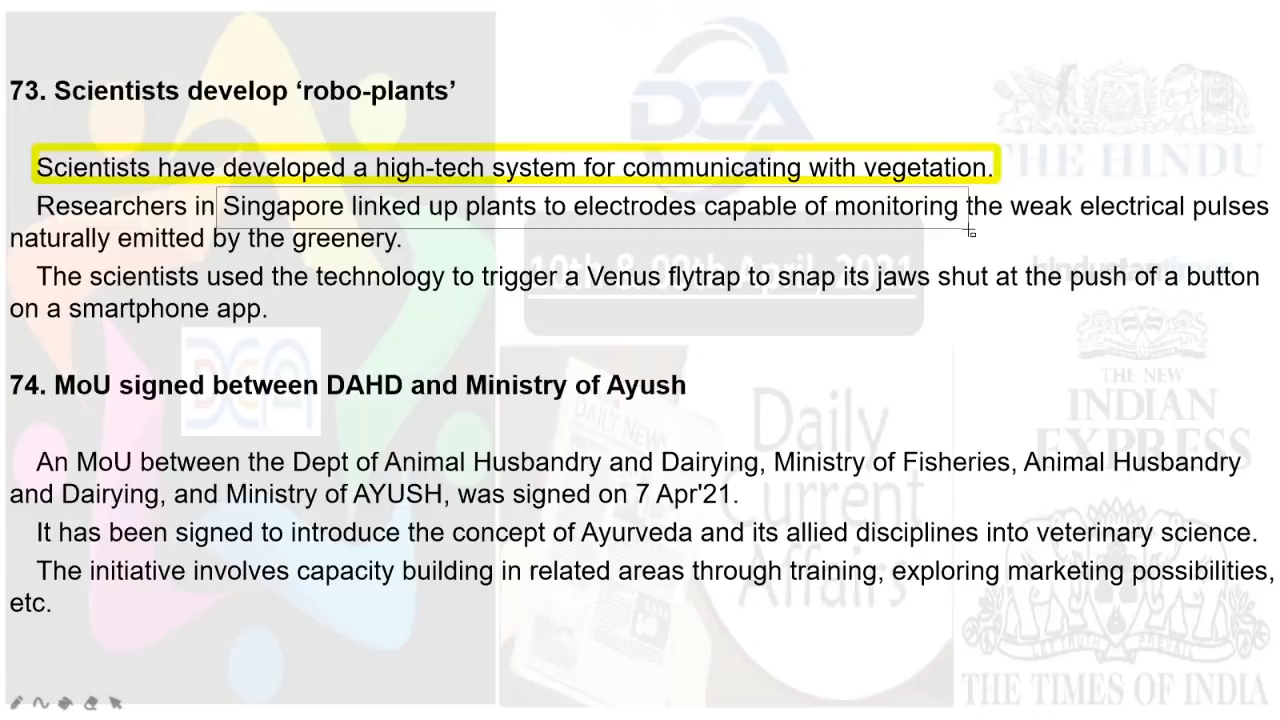 73. Scientists develop ‘robo-plants’
Scientists have developed a high-tech system for communicating with vegetation.
Researchers in Singapore linked up plants to electrodes capable of monitoring the weak electrical pulses
naturally emitted by the greenery.
The scientists used the technology to trigger a Venus flytrap to snap its jaws shut at the push of a button
on a smartphone app.
74. MoU signed between DAHD and Ministry of Ayush
An MoU between the Dept of Animal Husbandry and Dairying, Ministry of Fisheries, Animal Husbandry
and Dairying, and Ministry of AYUSH, was signed on 7 Apr'21.
It has been signed to introduce the concept of Ayurveda and its allied disciplines into veterinary science.
The initiative involves capacity building in related areas through training, exploring marketing possibilities,
etc.
DCA
THE HINDU
April, 2021
DCA
THE NEW
INDIAN
EXPRESS
DAILY NEWS
Daily
Current
Affairs
THE TIMES OF INDIA